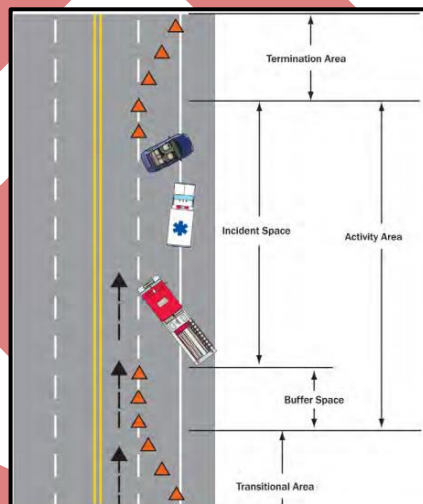 Termination Area
Incident Space
Activity Area
Buffer Space
Transitional Area